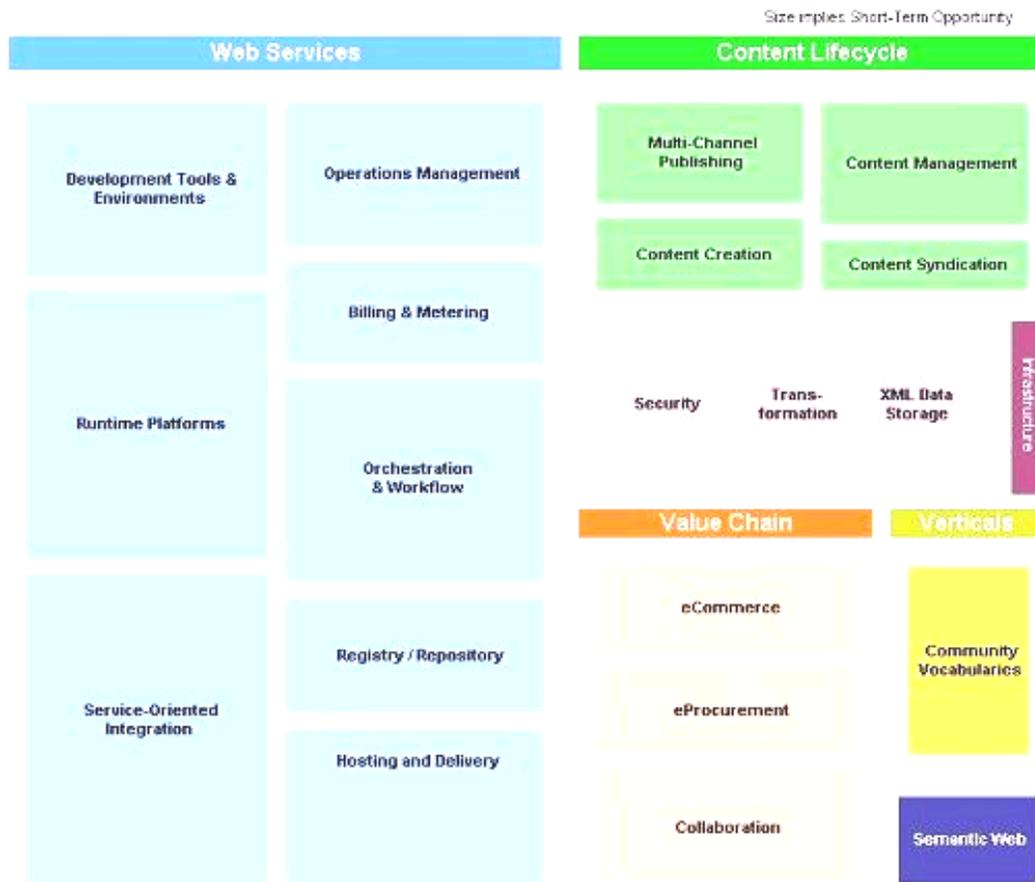 Size implies Short-Term Opportunity
Web Services
Development Tools &
Environments
Operations Management
Billing & Metering
Runtime Platforms
Orchestration
& Workflow
Service-Oriented
Integration
Registry / Repository
Hosting and Delivery
Content Lifecycle
Multi-Channel
Publishing
Content Management
Content Creation
Content Syndication
Security
Trans-
formation
XML Data
Storage
Infrastructure
Value Chain
eCommerce
eProcurement
Collaboration
Verticals
Community
Vocabularies
Semantic Web